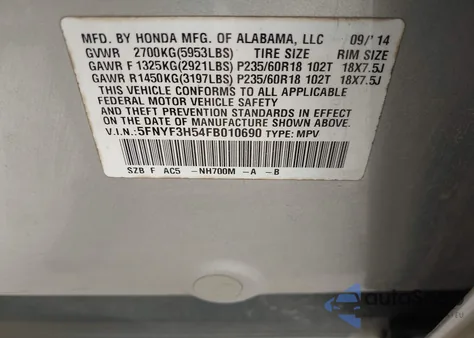 MFD. BY HONDA MFG. OF ALABAMA, LLC 09/'14
GVWR 2700KG(5953LBS) TIRE SIZE RIM SIZE
GAWR F 1325KG(2921LBS) P235/60R18 102T 18X7.5J
GAWR R1450KG(3197LBS) P235/60R18 102T 18X7.5J
THIS VEHICLE CONFORMS TO ALL APPLICABLE
FEDERAL MOTOR VEHICLE SAFETY
AND THEFT PREVENTION STANDARDS IN EFFECT ON
THE DATE OF MANUFACTURE SHOWN ABOVE.
V.I.N.:5FNYF3H54FB010690 TYPE: MPV
SZB F AC5 -NH700M -A -B